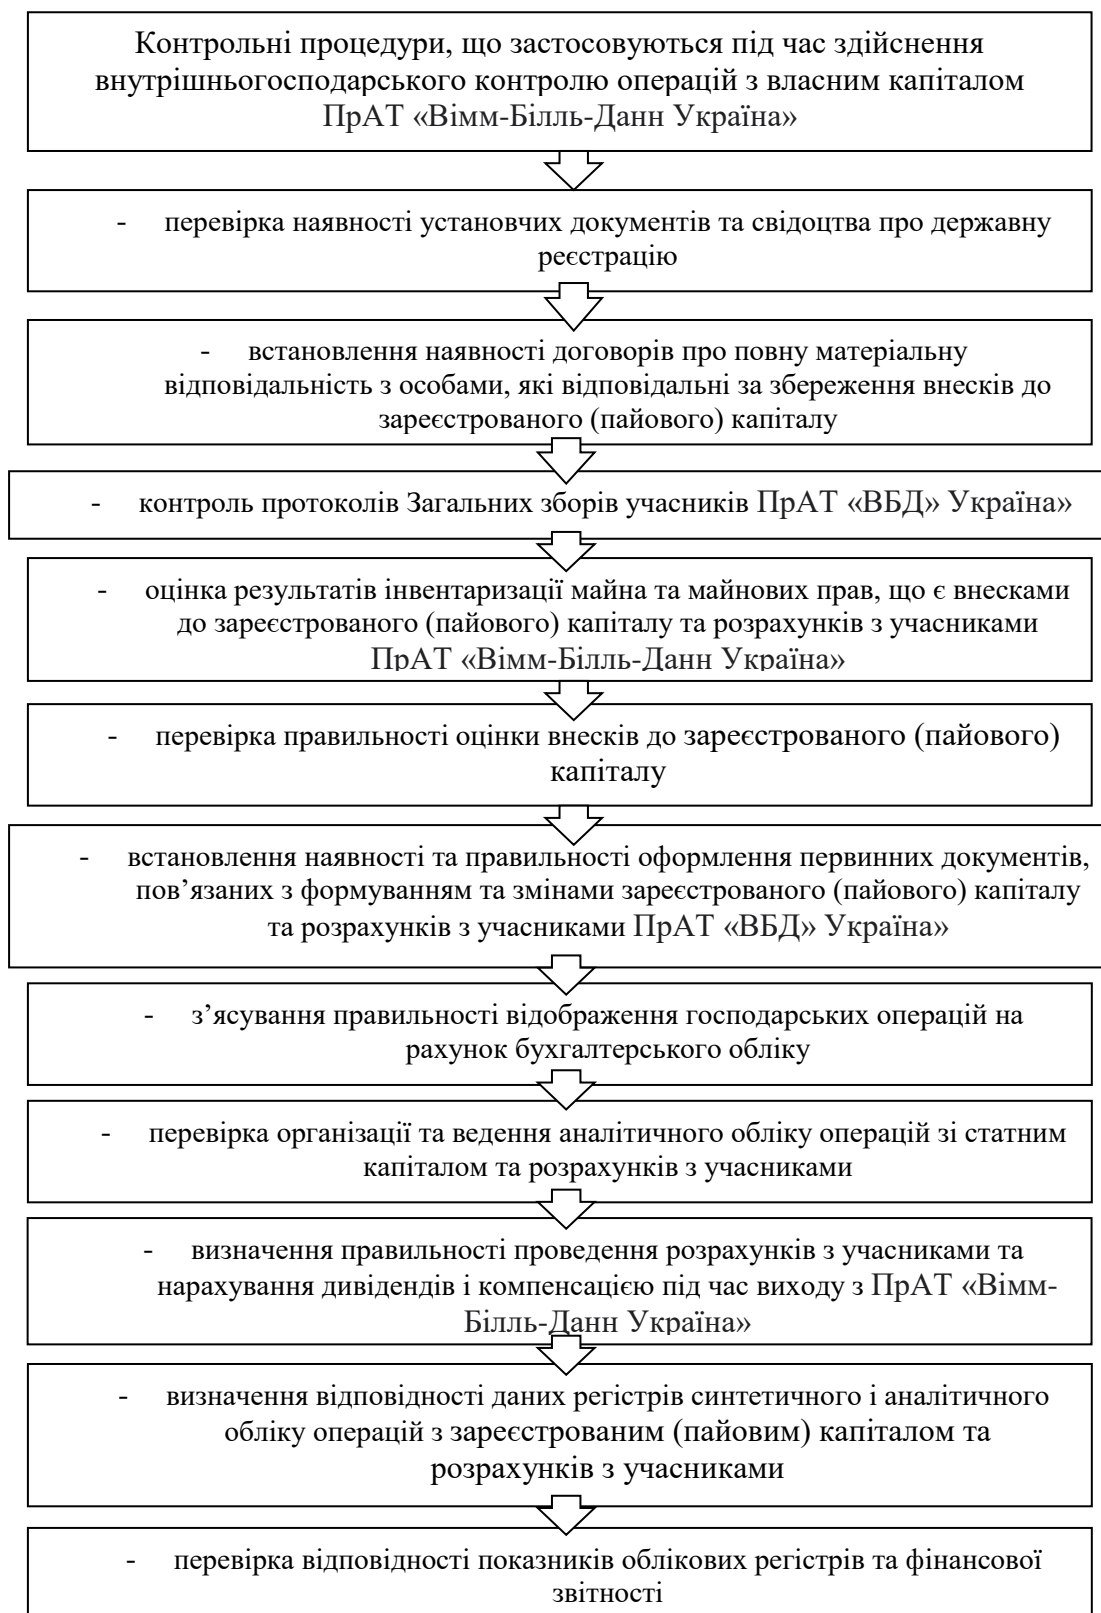 Контрольні процедури, що застосовуються під час здійснення
внутрішньогосподарського контролю операцій з власним капіталом
ПрАТ «Вімм-Білль-Данн Україна»
- перевірка наявності установчих документів та свідоцтва про державну
реєстрацію
- встановлення наявності договорів про повну матеріальну
відповідальність з особами, які відповідальні за збереження внесків до
зареєстрованого (пайового) капіталу
- контроль протоколів Загальних зборів учасників ПрАТ «ВБД» Україна»
- оцінка результатів інвентаризації майна та майнових прав, що є внесками
до зареєстрованого (пайового) капіталу та розрахунків з учасниками
ПрАТ «Вімм-Білль-Данн Україна»
- перевірка правильності оцінки внесків до зареєстрованого (пайового)
капіталу
- встановлення наявності та правильності оформлення первинних документів,
пов’язаних з формуванням та змінами зареєстрованого (пайового) капіталу
та розрахунків з учасниками ПрАТ «ВБД» Україна»
- з’ясування правильності відображення господарських операцій на
рахунок бухгалтерського обліку
- перевірка організації та ведення аналітичного обліку операцій зі статним
капіталом та розрахунків з учасниками
- визначення правильності проведення розрахунків з учасниками та
нарахування дивідендів і компенсацією під час виходу з ПрАТ «Вімм-
Білль-Данн Україна»
- визначення відповідності даних регістрів синтетичного і аналітичного
обліку операцій з зареєстрованим (пайовим) капіталом та
розрахунків з учасниками
- перевірка відповідності показників облікових регістрів та фінансової
звітності